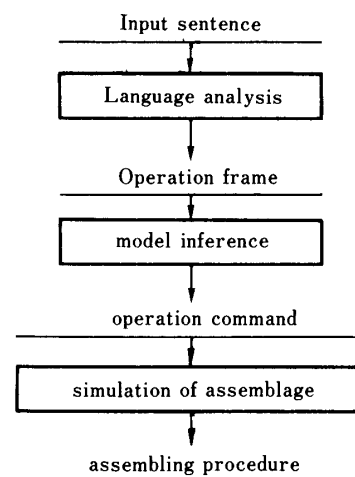 Input sentence
Language analysis
Operation frame
model inference
operation command
simulation of assemblage
assembling procedure